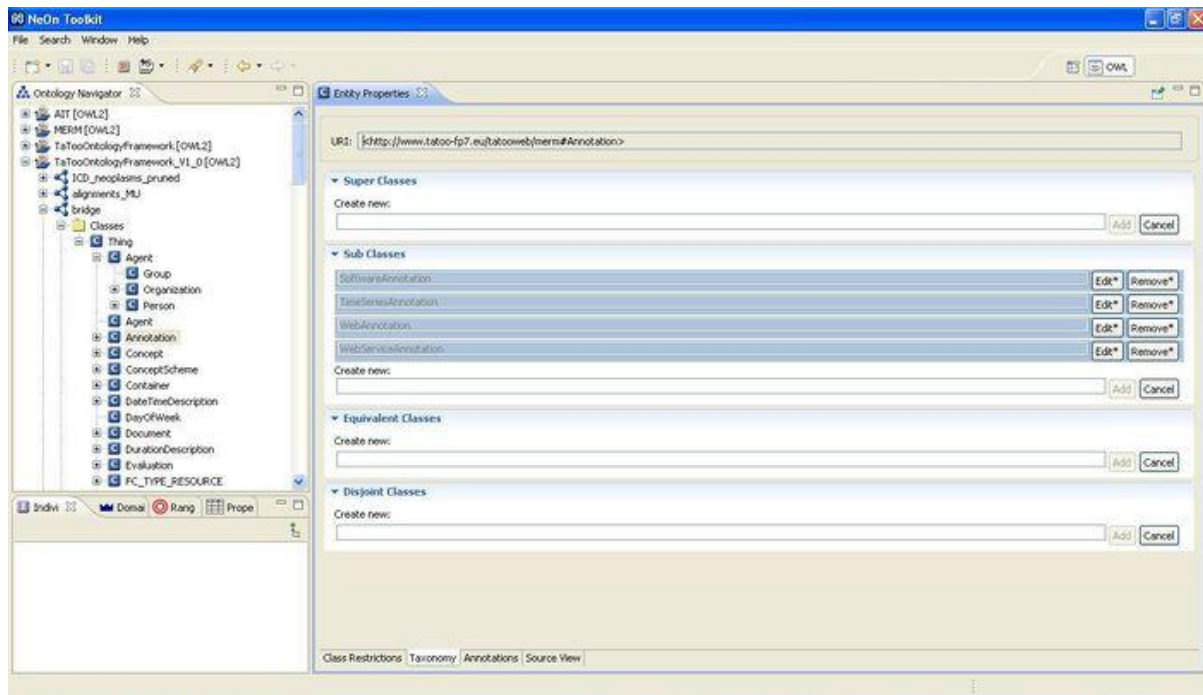 NeOn Toolkit
File Search Window Help
OWL
Ontology Navigator
AIT [OWL2]
MERM [OWL2]
TaTooOntologyFramework [OWL2]
TaTooOntologyFramework_V1_0 [OWL2]
ICD_neoplasms_pruned
alignments_MU
bridge
Classes
Thing
Agent
Group
Organization
Person
Agent
Annotation
Concept
ConceptScheme
Container
DateTimeDescription
DayOfWeek
Document
DurationDescription
Evaluation
FC_TYPE_RESOURCE
Indivi Domai Rang Prope
Entity Properties
URI: <http://www.tatoo-fp7.eu/tatooweb/merm#Annotation>
Super Classes
Create new:
Add Cancel
Sub Classes
SoftwareAnnotation Edit* Remove*
TimeSeriesAnnotation Edit* Remove*
WebAnnotation Edit* Remove*
WebServiceAnnotation Edit* Remove*
Create new:
Add Cancel
Equivalent Classes
Create new:
Add Cancel
Disjoint Classes
Create new:
Add Cancel
Class Restrictions Taxonomy Annotations Source View